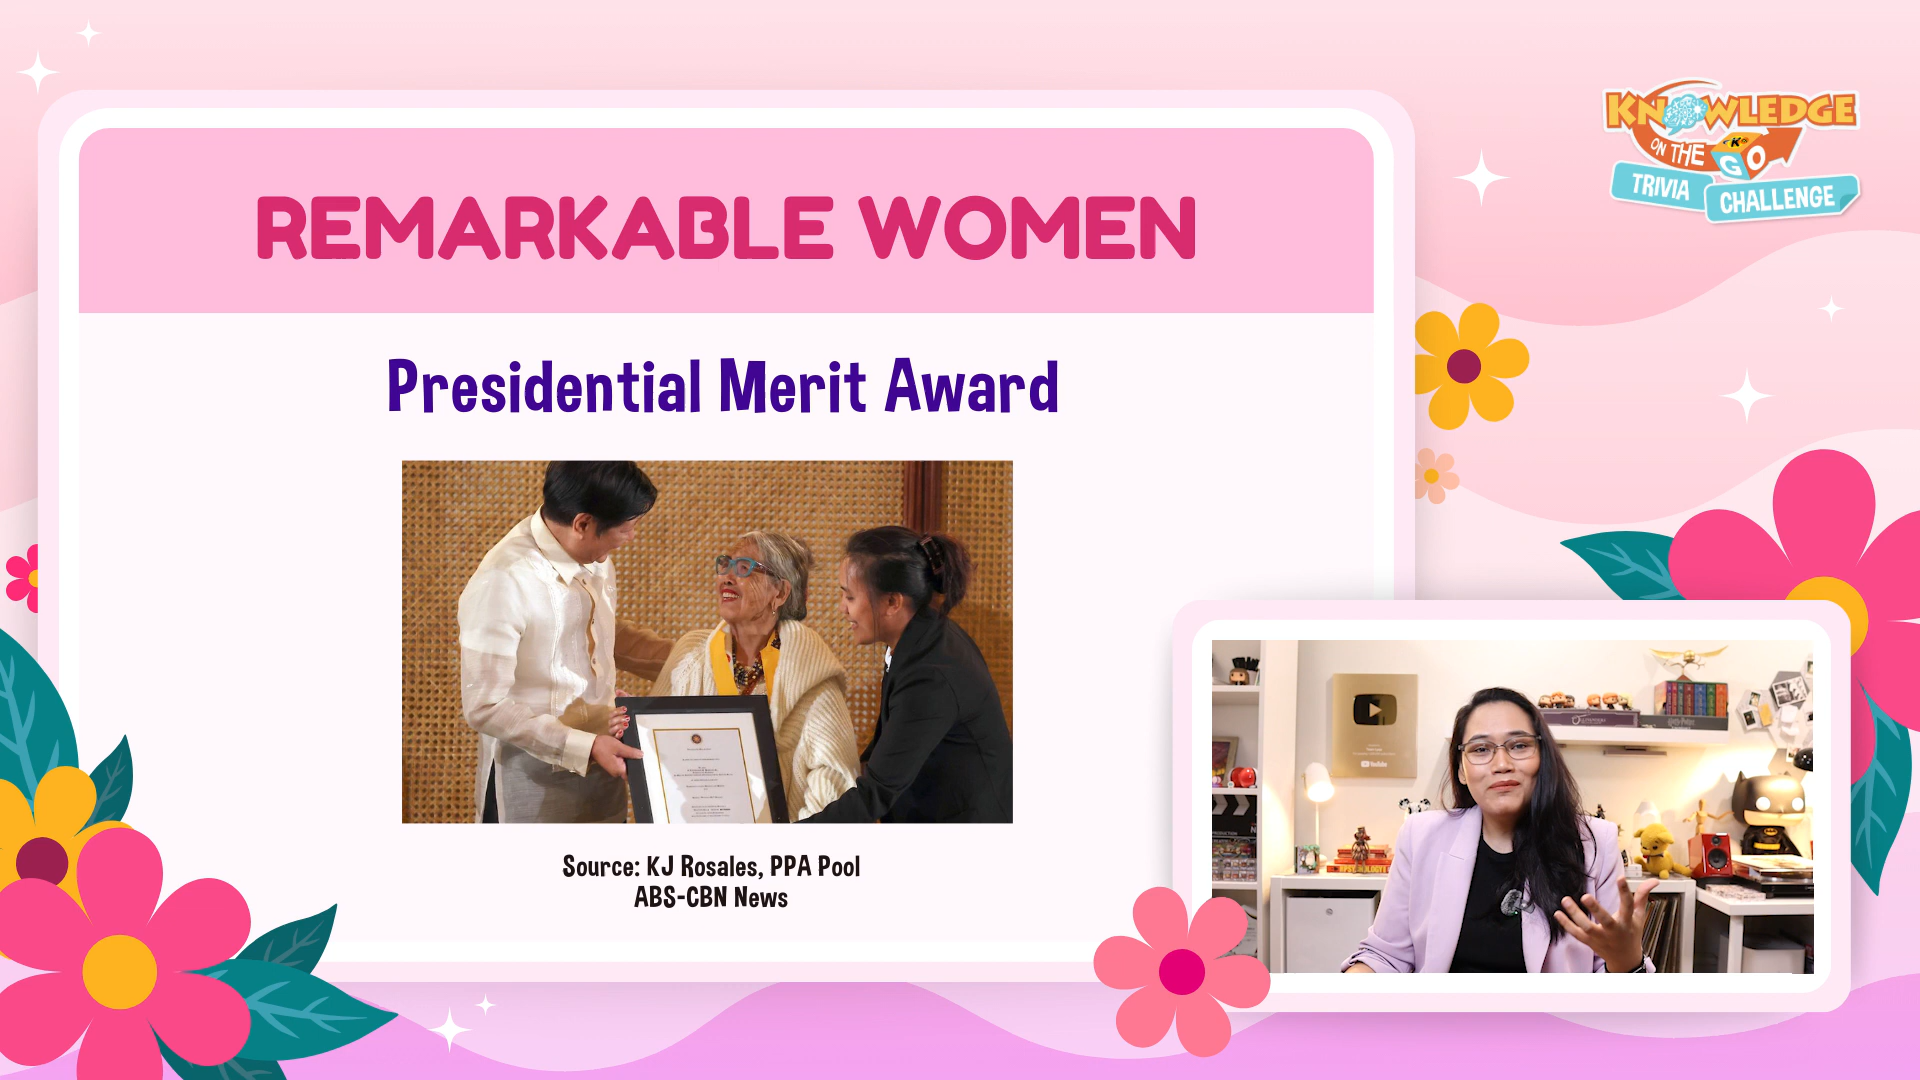 KNOWLEDGE
ON THE GO
TRIVIA CHALLENGE
REMARKABLE WOMEN
Presidential Merit Award
Source: KJ Rosales, PPA Pool
ABS-CBN News
YouTube